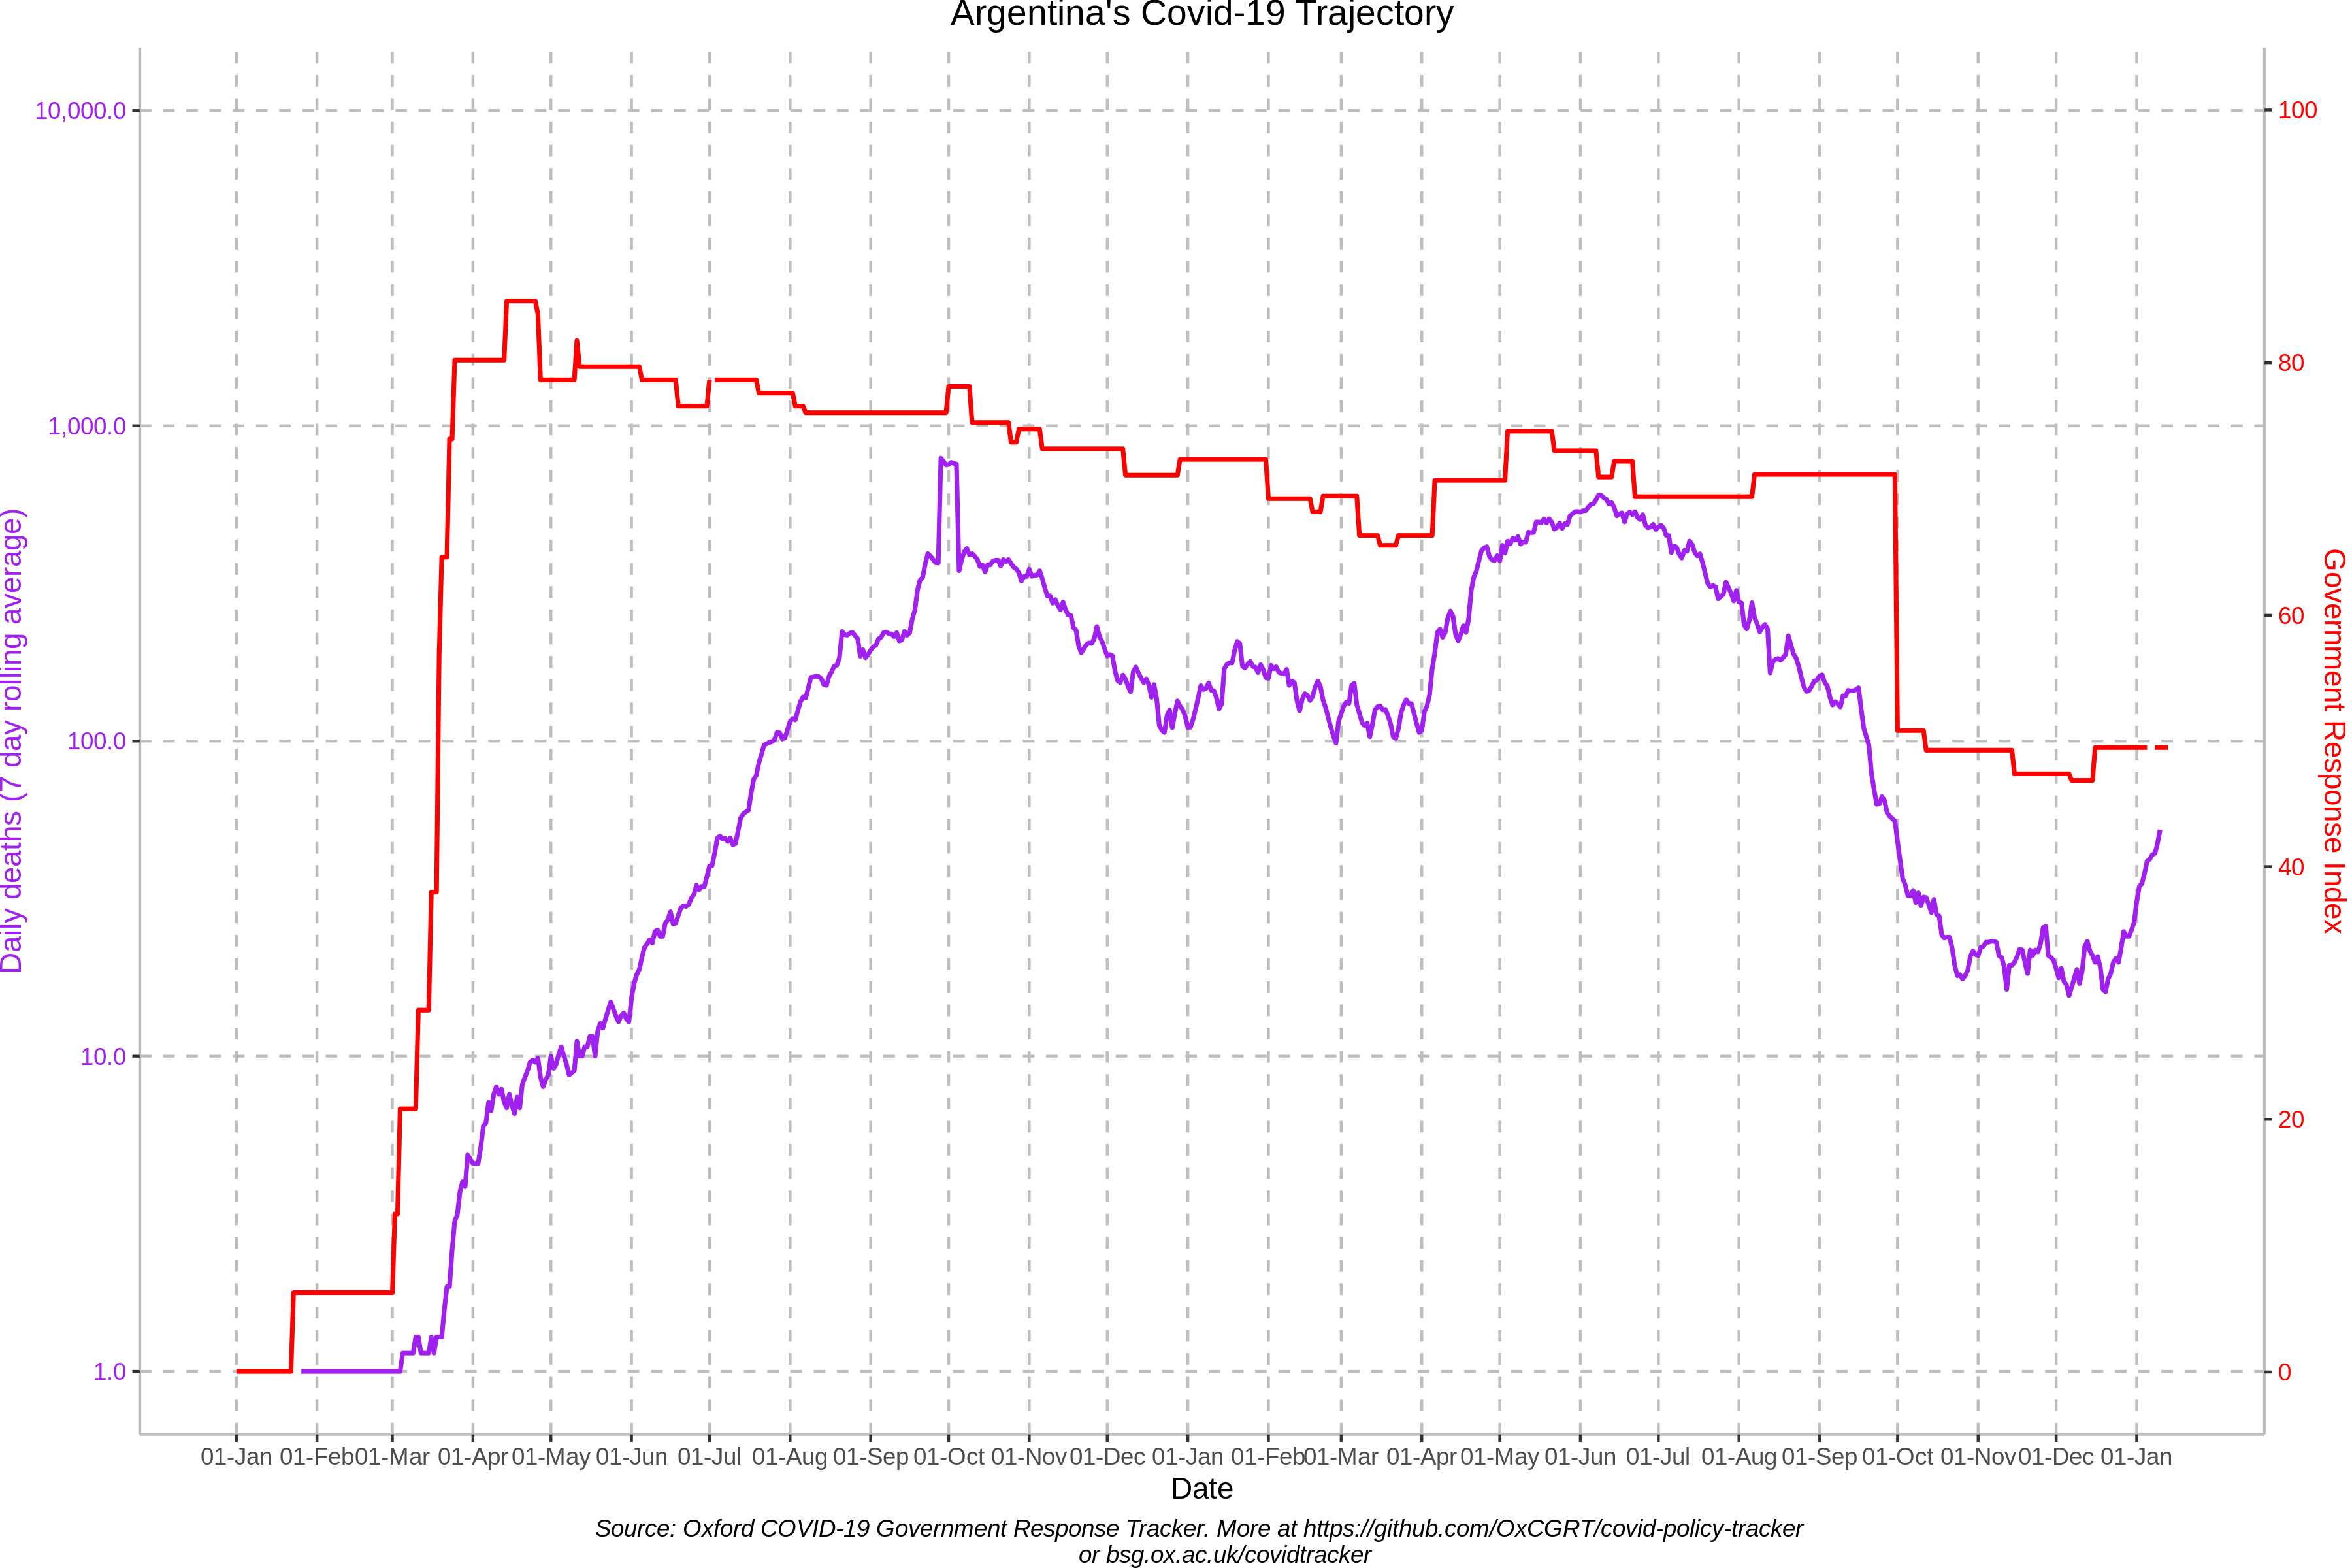 Argentina's Covid-19 Trajectory
10,000.0
1,000.0
100.0
10.0
1.0
Daily deaths (7 day rolling average)
100
80
60
40
20
0
Government Response Index
01-Jan 01-Feb 01-Mar 01-Apr 01-May 01-Jun 01-Jul 01-Aug 01-Sep 01-Oct 01-Nov 01-Dec 01-Jan 01-Feb 01-Mar 01-Apr 01-May 01-Jun 01-Jul 01-Aug 01-Sep 01-Oct 01-Nov 01-Dec 01-Jan
Date
Source: Oxford COVID-19 Government Response Tracker. More at https://github.com/OxCGRT/covid-policy-tracker
or bsg.ox.ac.uk/covidtracker